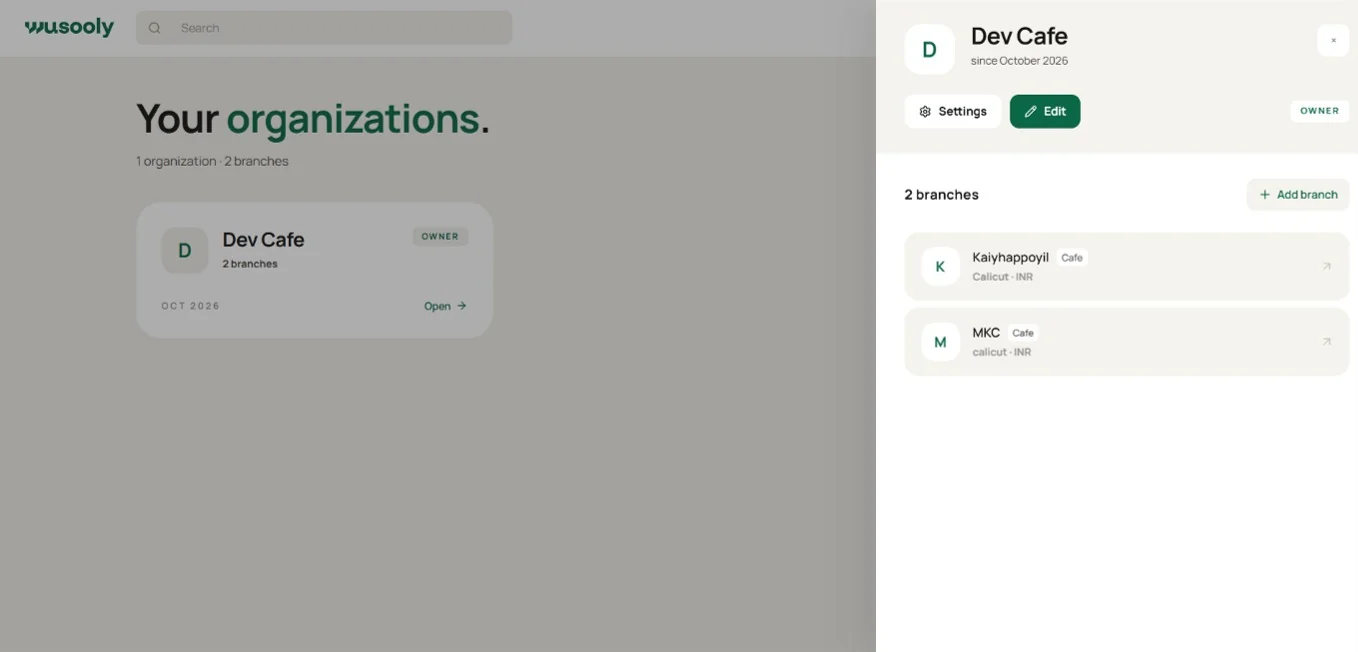 wusooly
Search
Your organizations.
1 organization · 2 branches
D
Dev Cafe
2 branches
OWNER
OCT 2026
Open →
D
Dev Cafe
since October 2026
×
Settings
Edit
OWNER
2 branches
+ Add branch
K
Kaiyhappoyil Cafe
Calicut · INR
M
MKC Cafe
calicut · INR